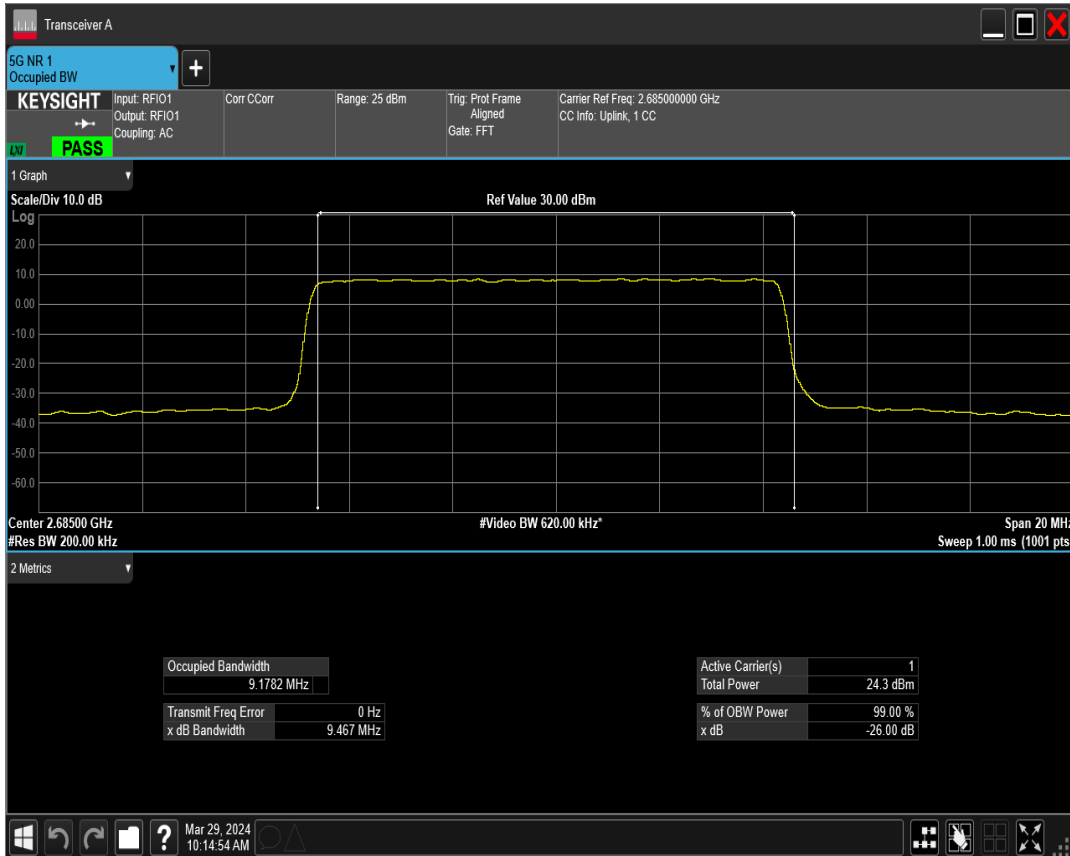 Transceiver A
5G NR 1
Occupied BW
+
KEYSIGHT
LXI
PASS
Input: RFIO1
Output: RFIO1
Coupling: AC
Corr CCorr
Range: 25 dBm
Trig: Prot Frame
Aligned
Gate: FFT
Carrier Ref Freq: 2.685000000 GHz
CC Info: Uplink, 1 CC
1 Graph
Scale/Div 10.0 dB
Ref Value 30.00 dBm
Log
20.0
10.0
0.00
-10.0
-20.0
-30.0
-40.0
-50.0
-60.0
Center 2.68500 GHz
#Video BW 620.00 kHz*
Span 20 MHz
#Res BW 200.00 kHz
Sweep 1.00 ms (1001 pts
2 Metrics
Occupied Bandwidth
9.1782 MHz
Transmit Freq Error 0 Hz
x dB Bandwidth 9.467 MHz
Active Carrier(s) 1
Total Power 24.3 dBm
% of OBW Power 99.00 %
x dB -26.00 dB
?
Mar 29, 2024
10:14:54 AM